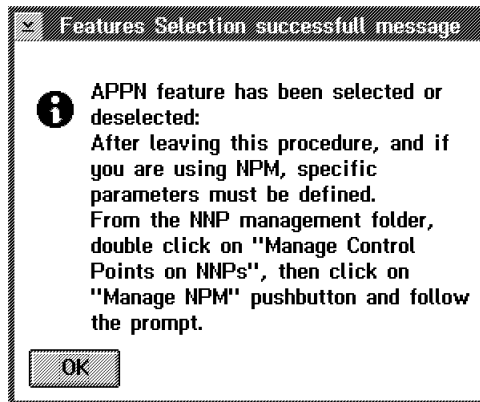 Features Selection successfull message
APPN feature has been selected or
deselected:
After leaving this procedure, and if
you are using NPM, specific
parameters must be defined.
From the NNP management folder,
double click on "Manage Control
Points on NNPs", then click on
"Manage NPM" pushbutton and follow
the prompt.
OK